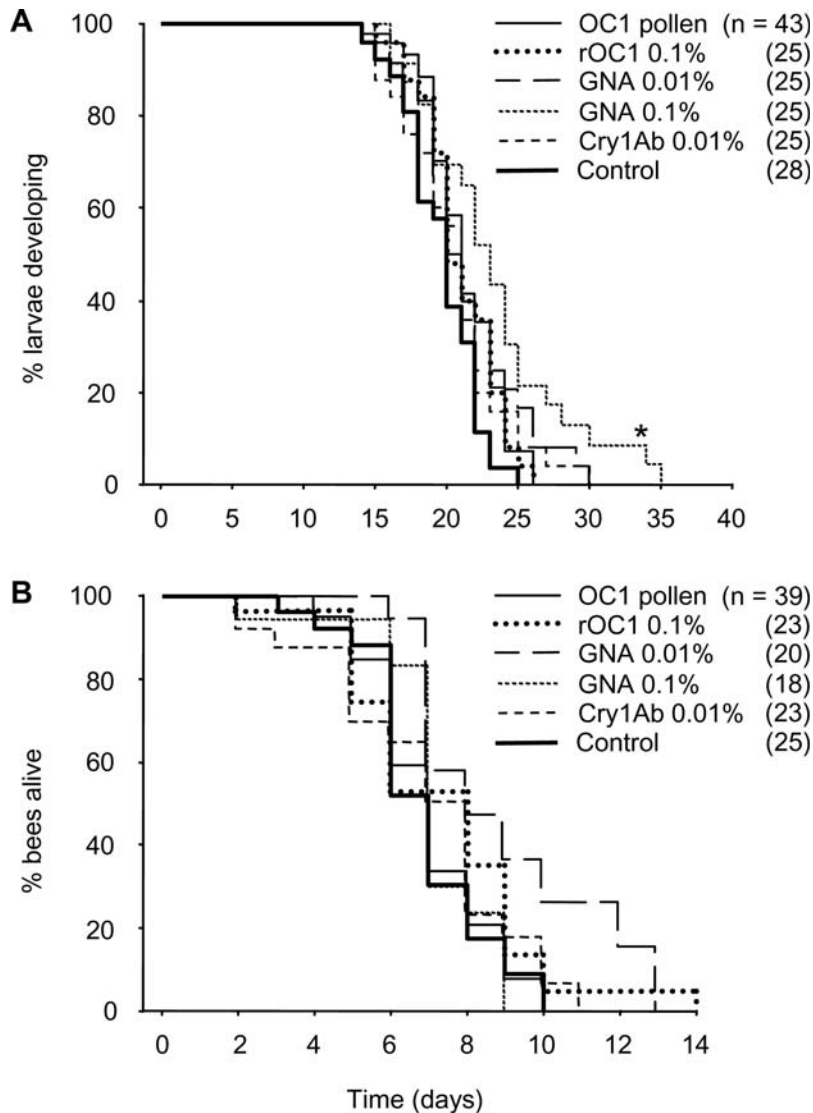 A
% larvae developing
100
80
60
40
20
0
0 5 10 15 20 25 30 35 40
OC1 pollen (n = 43)
rOC1 0.1% (25)
GNA 0.01% (25)
GNA 0.1% (25)
Cry1Ab 0.01% (25)
Control (28)
*
B
% bees alive
100
80
60
40
20
0
0 2 4 6 8 10 12 14
OC1 pollen (n = 39)
rOC1 0.1% (23)
GNA 0.01% (20)
GNA 0.1% (18)
Cry1Ab 0.01% (23)
Control (25)
Time (days)